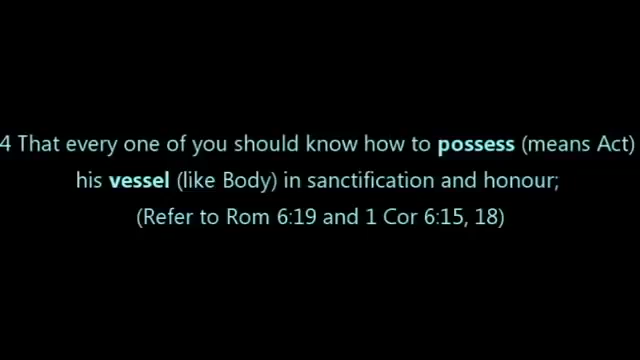 4 That every one of you should know how to possess (means Act)
his vessel (like Body) in sanctification and honour;
(Refer to Rom 6:19 and 1 Cor 6:15, 18)